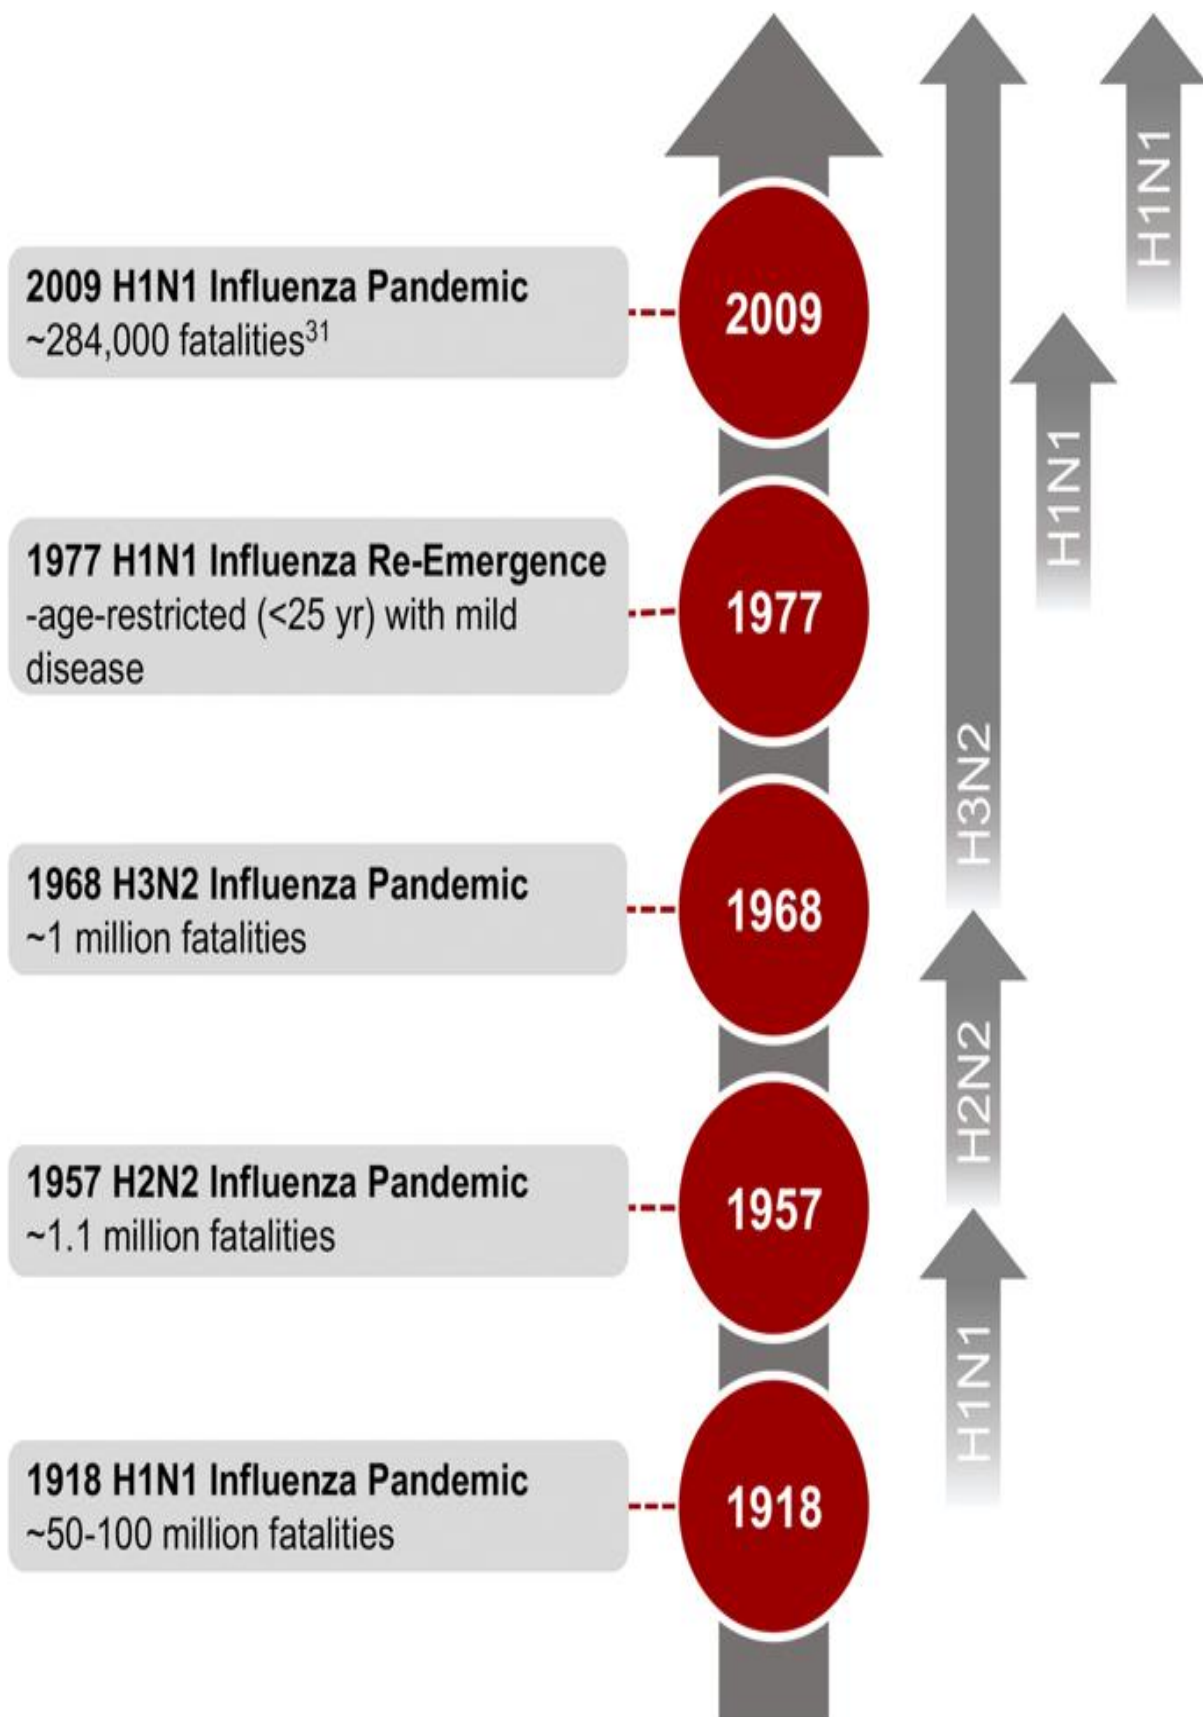 2009 H1N1 Influenza Pandemic
~284,000 fatalities³¹
2009
1977 H1N1 Influenza Re-Emergence
-age-restricted (<25 yr) with mild
disease
1977
1968 H3N2 Influenza Pandemic
~1 million fatalities
1968
1957 H2N2 Influenza Pandemic
~1.1 million fatalities
1957
1918 H1N1 Influenza Pandemic
~50-100 million fatalities
1918
H1N1
H1N1
H3N2
H2N2
H1N1